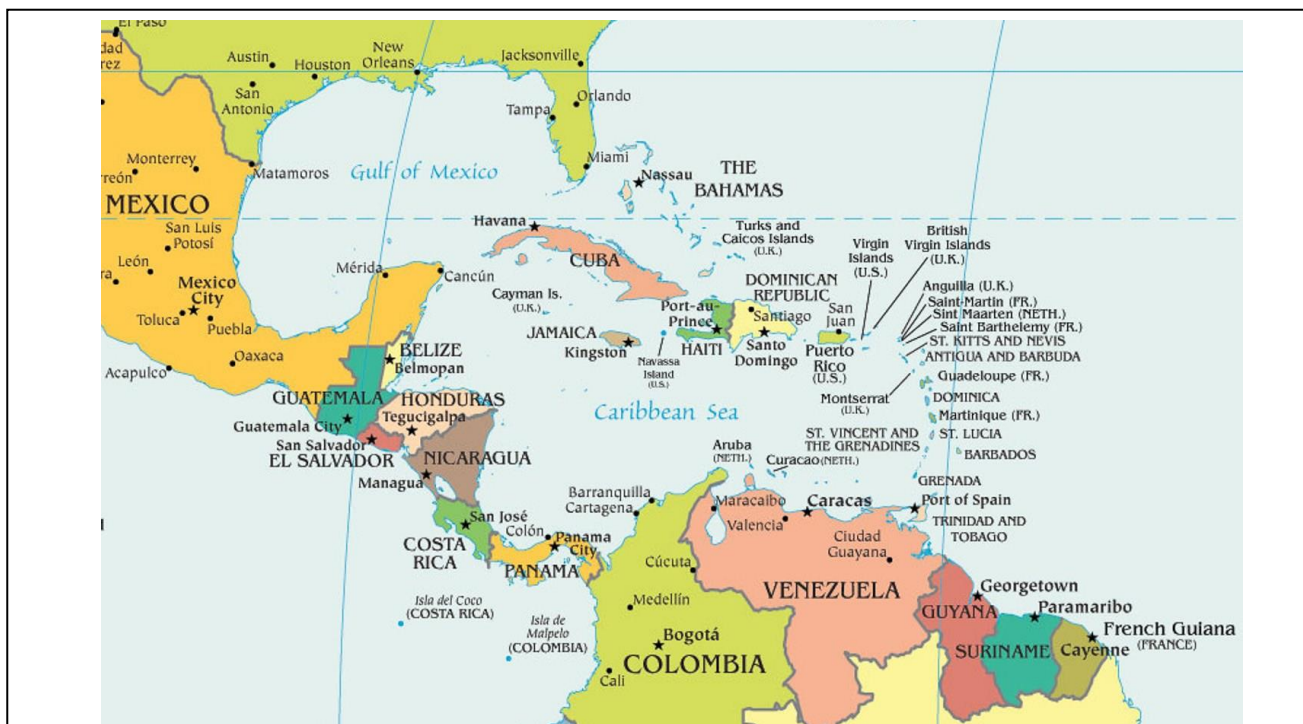 El Paso
dad
rez
Austin
Houston
New
Orleans
Jacksonville
San
Antonio
Tampa
Orlando
Monterrey
rreón
Matamoros
Gulf of Mexico
Miami
Nassau
THE
BAHAMAS
MEXICO
San Luis
Potosí
Havana
CUBA
Turks and
Caicos Islands
(U.K.)
Virgin
Islands
(U.S.)
British
Virgin Islands
(U.K.)
León
ra
Mexico
City
Mérida
Cancún
Cayman Is.
(U.K.)
DOMINICAN
REPUBLIC
Anguilla (U.K.)
Saint-Martin (FR.)
Sint Maarten (NETH.)
Saint Barthelemy (FR.)
ST. KITTS AND NEVIS
ANTIGUA AND BARBUDA
Toluca
Puebla
Port-au-
Prince
Santiago
San
Juan
JAMAICA
Kingston
HAITI
Santo
Domingo
Puerto
Rico
(U.S.)
Navassa
Island
(U.S.)
Oaxaca
Acapulco
BELIZE
Belmopan
Guadeloupe (FR.)
Montserrat
(U.K.)
DOMINICA
Martinique (FR.)
GUATEMALA
Guatemala City
HONDURAS
Tegucigalpa
Caribbean Sea
ST. LUCIA
BARBADOS
San Salvador
EL SALVADOR
NICARAGUA
Managua
Aruba
(NETH.)
Curacao (NETH.)
ST. VINCENT AND
THE GRENADINES
GRENADA
Barranquilla
Cartagena
Maracaibo
Valencia
Caracas
Port of Spain
TRINIDAD AND
TOBAGO
San José
Colón
Panama
City
COSTA
RICA
PANAMA
Cúcuta
Ciudad
Guayana
VENEZUELA
Isla del Coco
(COSTA RICA)
Isla de
Malpelo
(COLOMBIA)
Medellín
Bogotá
COLOMBIA
Cali
Georgetown
GUYANA
Paramaribo
SURINAME
French Guiana
(FRANCE)
Cayenne